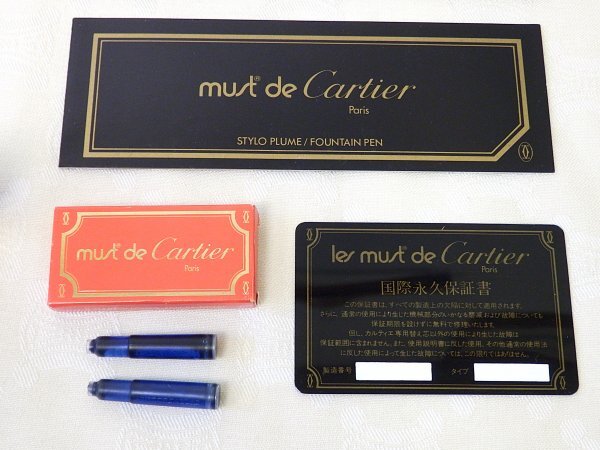 must® de Cartier
Paris
STYLO PLUME / FOUNTAIN PEN
must® de Cartier
Paris
les must® de Cartier
Paris
国際永久保証書
この保証書は、すべての製造上の欠陥に対して適用されます。
さらに、通常の使用により生じた機械部分のいかなる磨滅および故障についても
保証期限を設けずに無料で修理いたします。
但し、カルティエ専用替え芯以外の使用により生じた故障は
保証範囲に含まれません。また、使用説明書に反した使用、その他通常の使用法
に反した使用によって生じた故障については、この限りではありません。
製造番号 タイプ